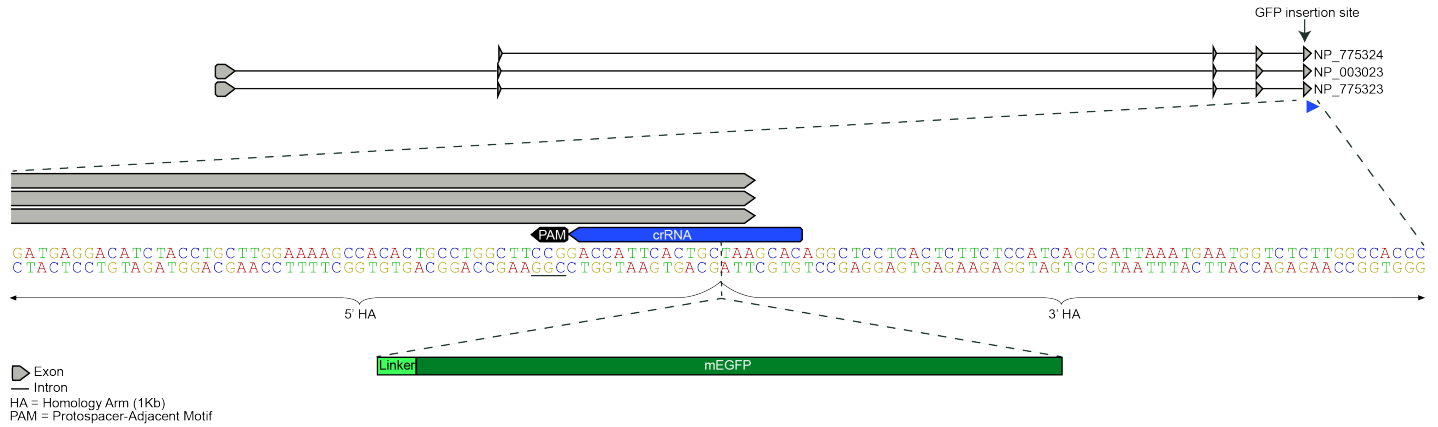 GFP insertion site
NP_775324
NP_003023
NP_775323
PAM crRNA
GATGAGGACATCTACCTGCTTGGAAAAGCCACACTGCCTGGCTTCCGGACCATTCACTGCTAAGCACAGGCTCCTCACTCTTCTCCATCAGGCATTAAATGAATGGTCTCTTGGCCACCC
CTACTCCTGTAGATGGACGAACCTTTTCGGTGTGACGGACCGAAGGCCTGGTAAGTGACGATTCGTGTCCGAGGAGTGAGAAGAGGTAGTCCGTAATTTACTTACCAGAGAACCGGTGGG
5' HA 3' HA
Linker mEGFP
Exon
Intron
HA = Homology Arm (1Kb)
PAM = Protospacer-Adjacent Motif